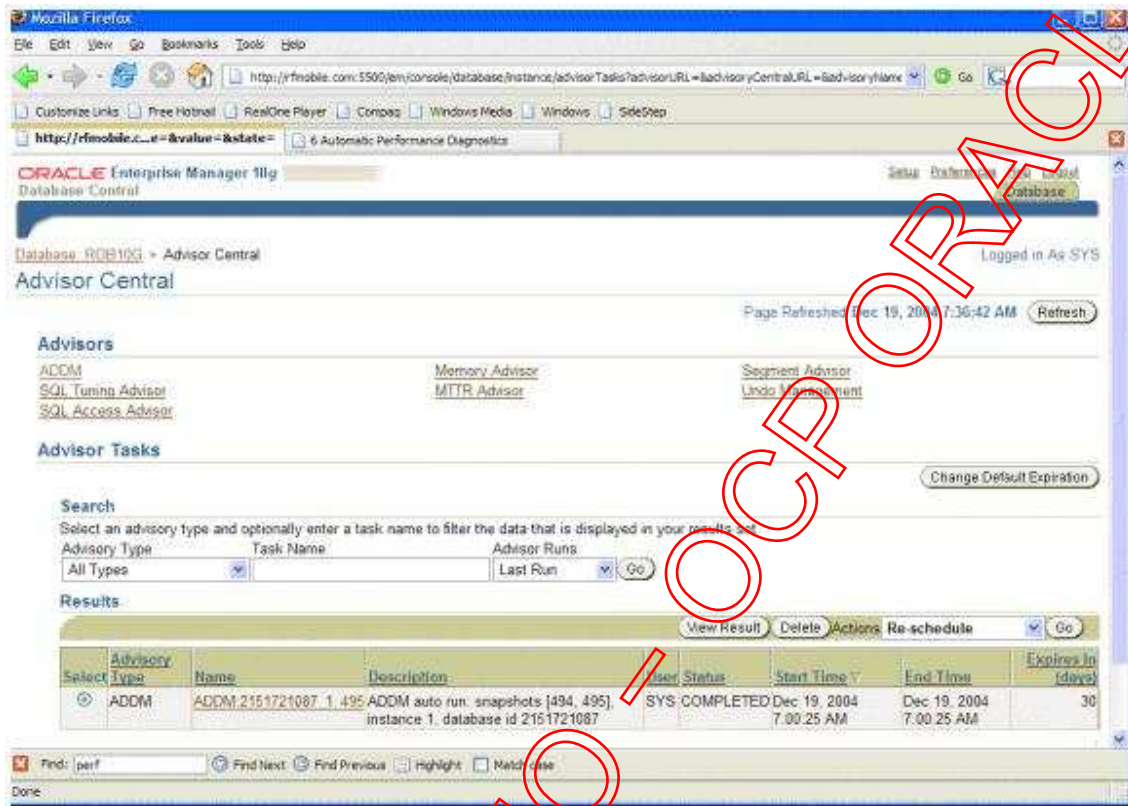 Mozilla Firefox
File Edit View Go Bookmarks Tools Help
http://rfmobile.com:5500/em/console/database/instance/advisorTasks?advisorURL=&advisoryCentralURL=&advisoryName Go
Customize Links Free Hotmail RealOne Player Compaq Windows Media Windows SideStep
http://rfmobile.c...e=&value=&state= 6 Automatic Performance Diagnostics
ORACLE Enterprise Manager 10g
Database Control
Setup Preferences Help Logout
Database
Database: RDB10G > Advisor Central
Logged in As SYS
Advisor Central
Page Refreshed Dec 19, 2004 7:36:42 AM Refresh
Advisors
ADDM Memory Advisor Segment Advisor
SQL Tuning Advisor MTTR Advisor Undo Management
SQL Access Advisor
Advisor Tasks
Change Default Expiration
Search
Select an advisory type and optionally enter a task name to filter the data that is displayed in your results set.
Advisory Type Task Name Advisor Runs
All Types Last Run Go
Results
View Result Delete Actions Re-schedule Go
Select Advisory Type Name Description User Status Start Time End Time Expires In (days)
ADDM ADDM:2151721087_1_495 ADDM auto run: snapshots [494, 495], instance 1, database id 2151721087 SYS COMPLETED Dec 19, 2004 7:00:25 AM Dec 19, 2004 7:00:25 AM 30
Find: perf Find Next Find Previous Highlight Match case
Done
– OCP ORACL